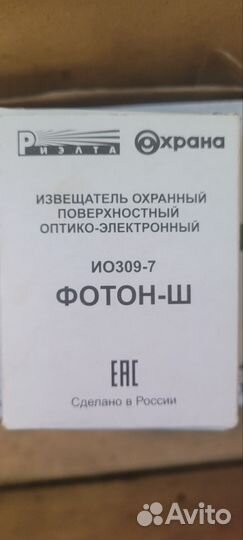 РИЭЛТА Охрана
ИЗВЕЩАТЕЛЬ ОХРАННЫЙ
ПОВЕРХНОСТНЫЙ
ОПТИКО-ЭЛЕКТРОННЫЙ
ИО309-7
ФОТОН-Ш
ЕАС
Сделано в России
Avito